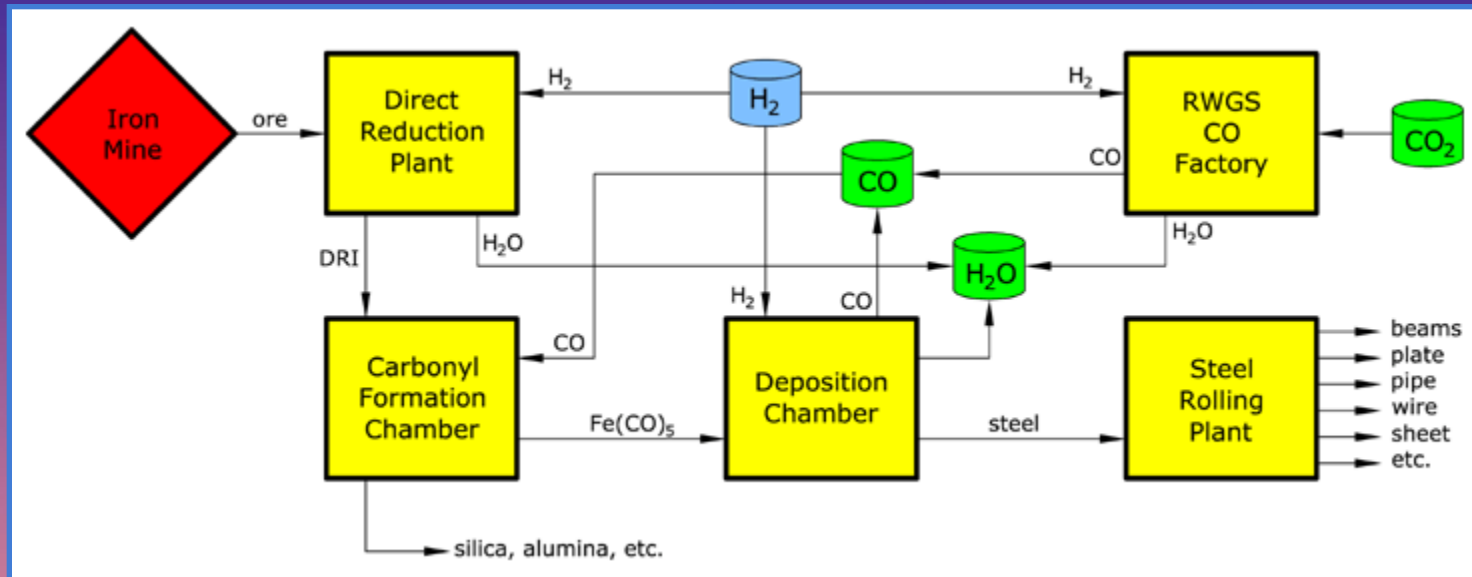 Iron
Mine
ore
Direct
Reduction
Plant
H₂
H₂
H₂
RWGS
CO
Factory
CO₂
CO
CO
H₂O
H₂O
H₂O
DRI
H₂
CO
CO
Carbonyl
Formation
Chamber
Fe(CO)₅
Deposition
Chamber
steel
Steel
Rolling
Plant
beams
plate
pipe
wire
sheet
etc.
silica, alumina, etc.